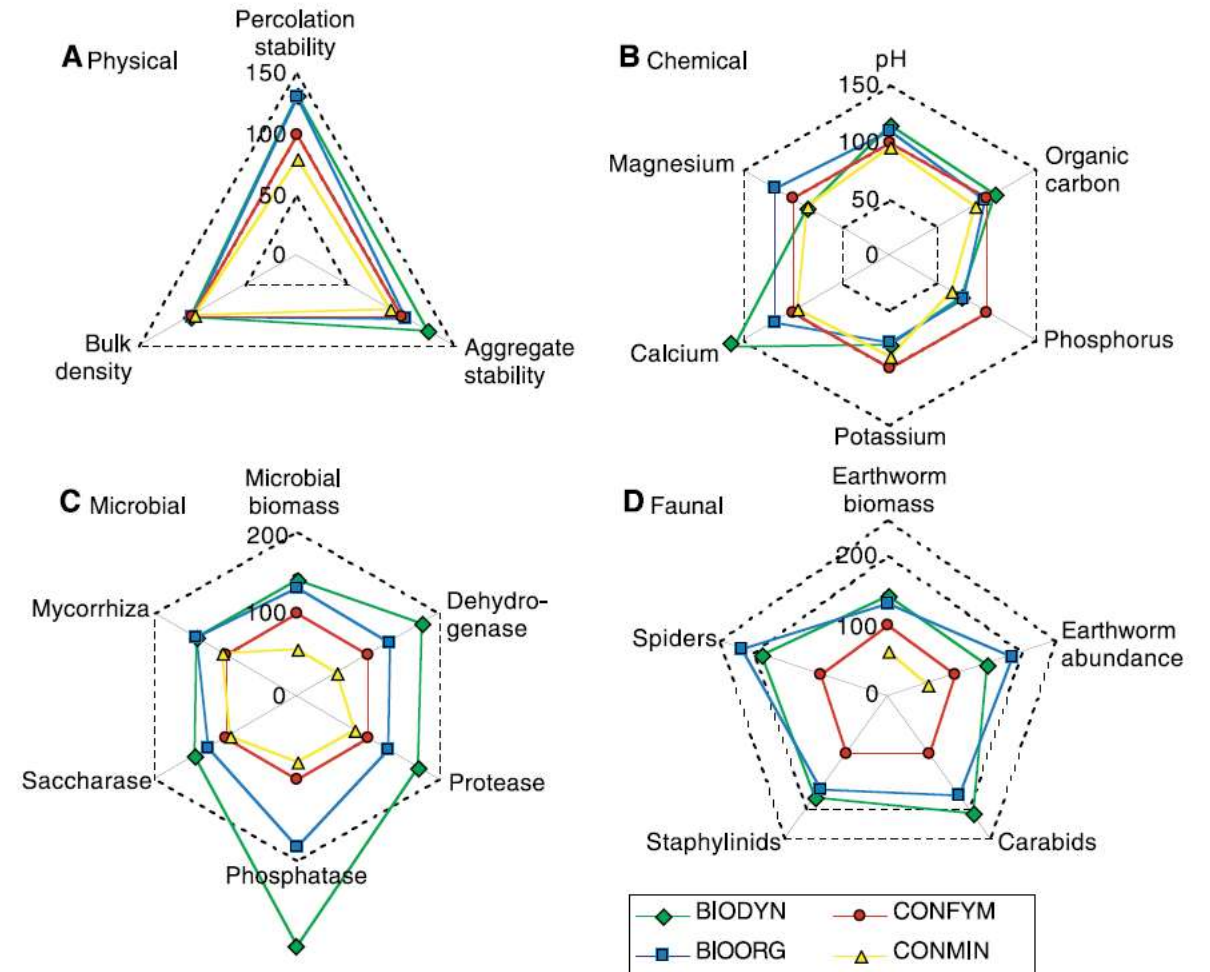 A Physical
Percolation
stability
150
100
50
0
Bulk
density
Aggregate
stability
B Chemical
pH
150
100
50
0
Magnesium
Organic
carbon
Calcium
Phosphorus
Potassium
C Microbial
Microbial
biomass
200
100
0
Mycorrhiza
Dehydro-
genase
Saccharase
Protease
Phosphatase
D Faunal
Earthworm
biomass
200
100
0
Spiders
Earthworm
abundance
Staphylinids
Carabids
BIODYN
CONFYM
BIOORG
CONMIN